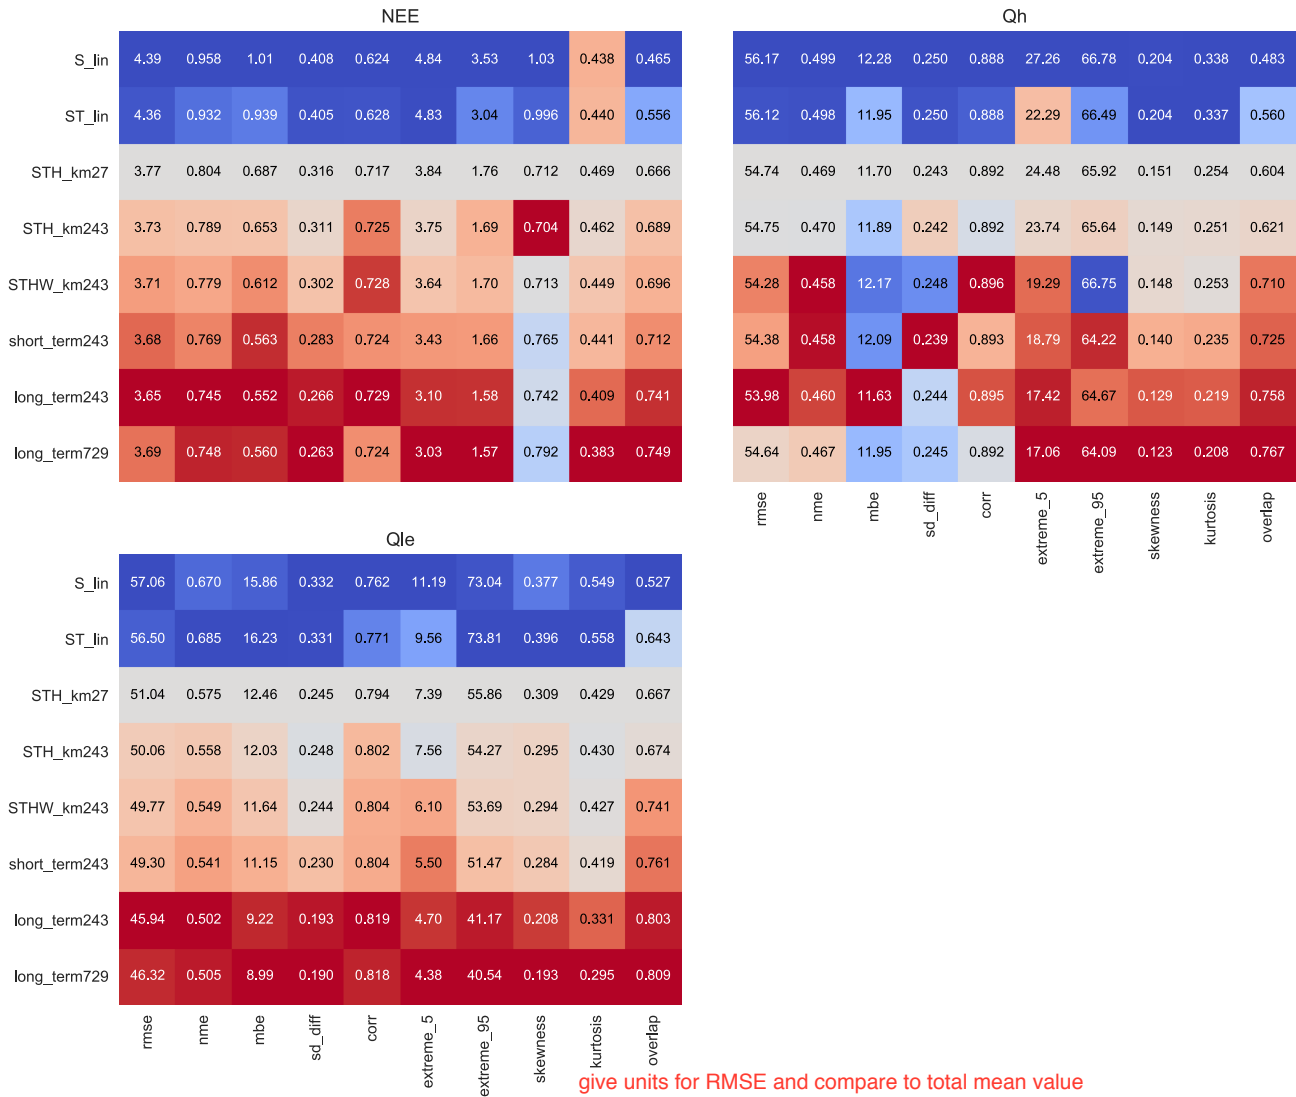 NEE
S_lin 4.39 0.958 1.01 0.408 0.624 4.84 3.53 1.03 0.438 0.465
ST_lin 4.36 0.932 0.939 0.405 0.628 4.83 3.04 0.996 0.440 0.556
STH_km27 3.77 0.804 0.687 0.316 0.717 3.84 1.76 0.712 0.469 0.666
STH_km243 3.73 0.789 0.653 0.311 0.725 3.75 1.69 0.704 0.462 0.689
STHW_km243 3.71 0.779 0.612 0.302 0.728 3.64 1.70 0.713 0.449 0.696
short_term243 3.68 0.769 0.563 0.283 0.724 3.43 1.66 0.765 0.441 0.712
long_term243 3.65 0.745 0.552 0.266 0.729 3.10 1.58 0.742 0.409 0.741
long_term729 3.69 0.748 0.560 0.263 0.724 3.03 1.57 0.792 0.383 0.749
Qh
56.17 0.499 12.28 0.250 0.888 27.26 66.78 0.204 0.338 0.483
56.12 0.498 11.95 0.250 0.888 22.29 66.49 0.204 0.337 0.560
54.74 0.469 11.70 0.243 0.892 24.48 65.92 0.151 0.254 0.604
54.75 0.470 11.89 0.242 0.892 23.74 65.64 0.149 0.251 0.621
54.28 0.458 12.17 0.248 0.896 19.29 66.75 0.148 0.253 0.710
54.38 0.458 12.09 0.239 0.893 18.79 64.22 0.140 0.235 0.725
53.98 0.460 11.63 0.244 0.895 17.42 64.67 0.129 0.219 0.758
54.64 0.467 11.95 0.245 0.892 17.06 64.09 0.123 0.208 0.767
rmse nme mbe sd_diff corr extreme_5 extreme_95 skewness kurtosis overlap
Qle
S_lin 57.06 0.670 15.86 0.332 0.762 11.19 73.04 0.377 0.549 0.527
ST_lin 56.50 0.685 16.23 0.331 0.771 9.56 73.81 0.396 0.558 0.643
STH_km27 51.04 0.575 12.46 0.245 0.794 7.39 55.86 0.309 0.429 0.667
STH_km243 50.06 0.558 12.03 0.248 0.802 7.56 54.27 0.295 0.430 0.674
STHW_km243 49.77 0.549 11.64 0.244 0.804 6.10 53.69 0.294 0.427 0.741
short_term243 49.30 0.541 11.15 0.230 0.804 5.50 51.47 0.284 0.419 0.761
long_term243 45.94 0.502 9.22 0.193 0.819 4.70 41.17 0.208 0.331 0.803
long_term729 46.32 0.505 8.99 0.190 0.818 4.38 40.54 0.193 0.295 0.809
rmse nme mbe sd_diff corr extreme_5 extreme_95 skewness kurtosis overlap
give units for RMSE and compare to total mean value